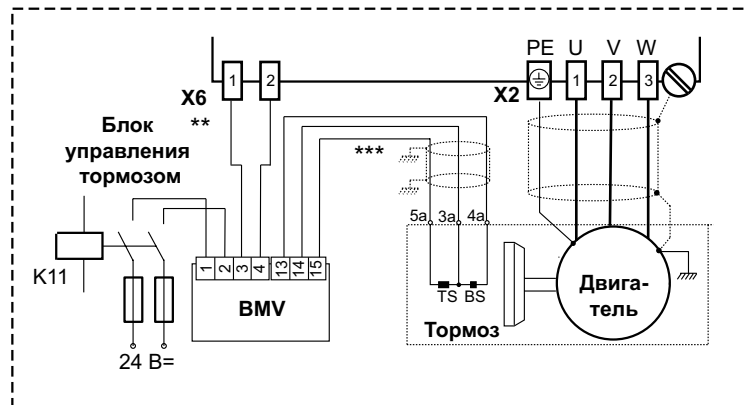 PE U V W
1 2 1 2 3
X6 X2
**
Блок
управления
тормозом
***
5a 3a 4a
K11
1 2 3 4 13 14 15
BMV
TS BS
Двига-
тель
Тормоз
24 В=